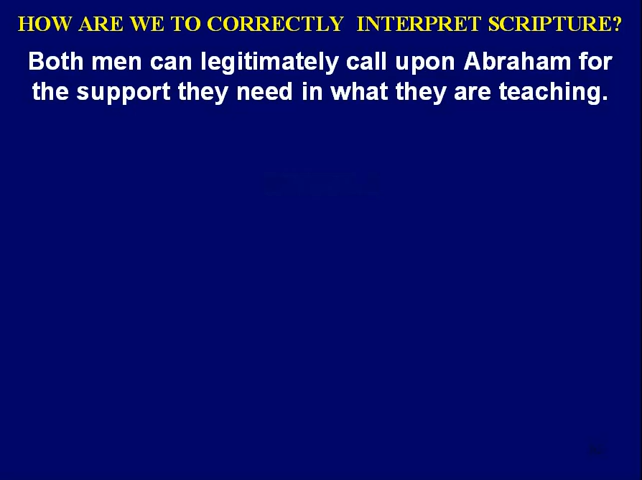 HOW ARE WE TO CORRECTLY  INTERPRET SCRIPTURE?
Both men can legitimately call upon Abraham for
the support they need in what they are teaching.